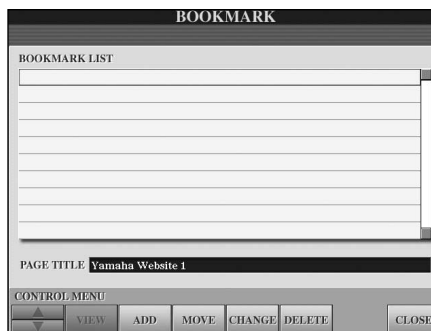 BOOKMARK
BOOKMARK LIST
PAGE TITLE Yamaha Website 1
CONTROL MENU
VIEW ADD MOVE CHANGE DELETE CLOSE